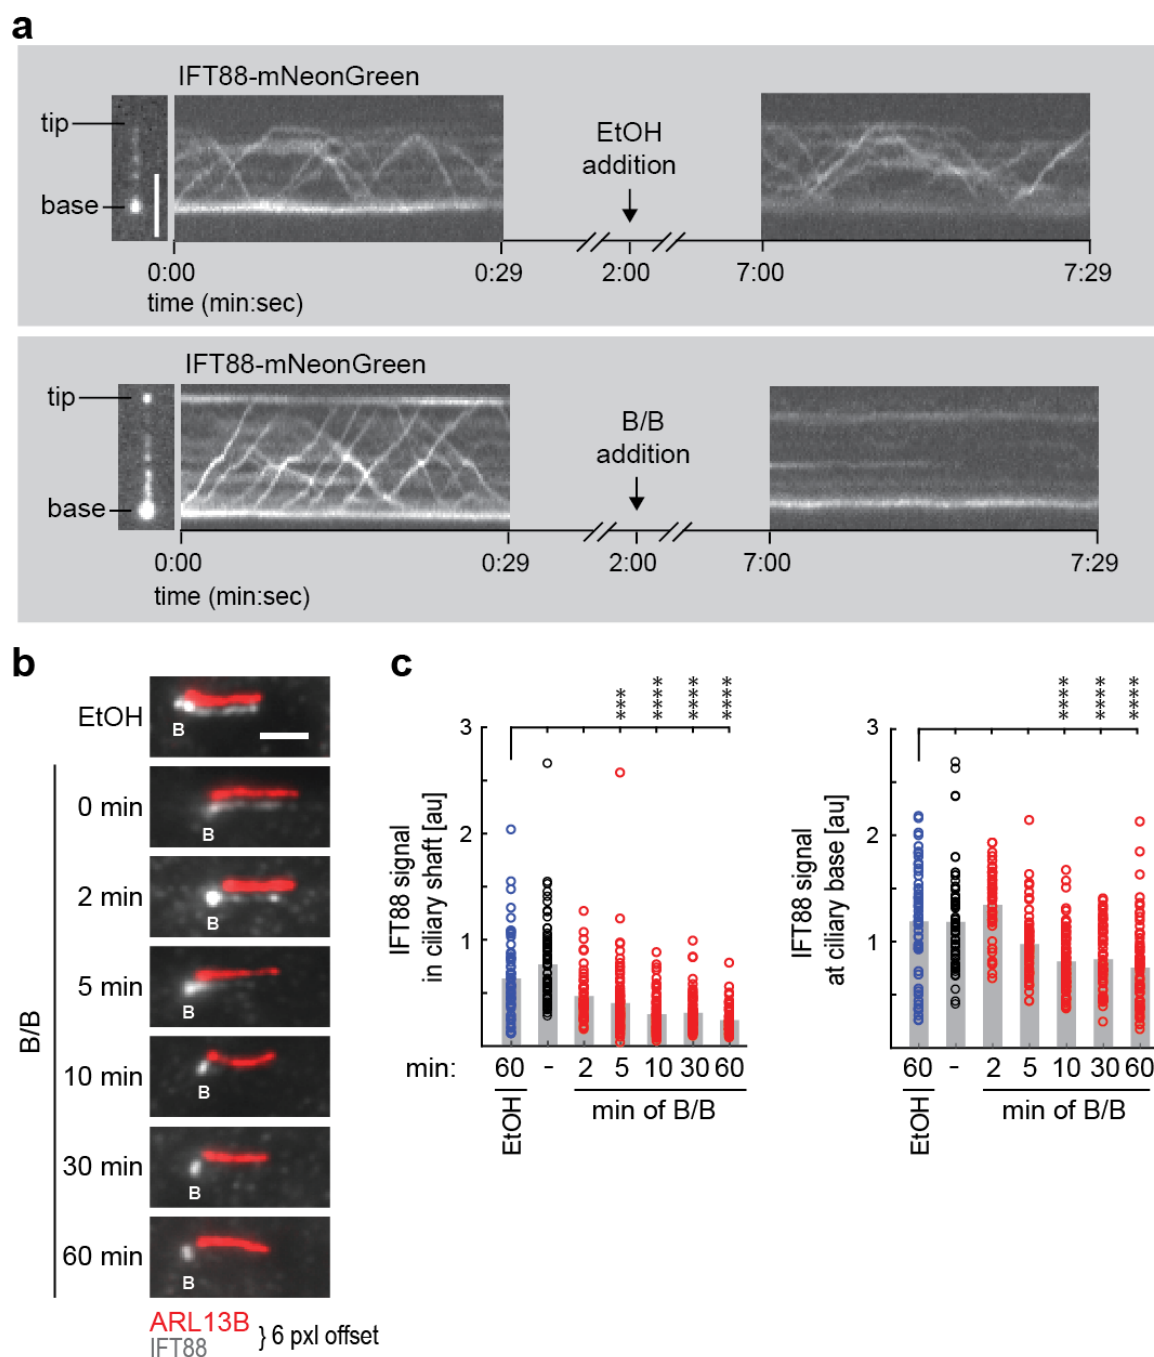 a
IFT88-mNeonGreen
tip
base
EtOH
addition
0:00
0:29
2:00
7:00
7:29
time (min:sec)
IFT88-mNeonGreen
tip
base
B/B
addition
0:00
0:29
2:00
7:00
7:29
time (min:sec)
b
EtOH
B
B/B
0 min
B
2 min
B
5 min
B
10 min
B
30 min
B
60 min
B
ARL13B
IFT88
} 6 pxl offset
c
*** **** **** ****
IFT88 signal
in ciliary shaft [au]
3
2
1
min: 60 - 2 5 10 30 60
EtOH
min of B/B
**** **** ****
IFT88 signal
at ciliary base [au]
3
2
1
60 - 2 5 10 30 60
EtOH
min of B/B